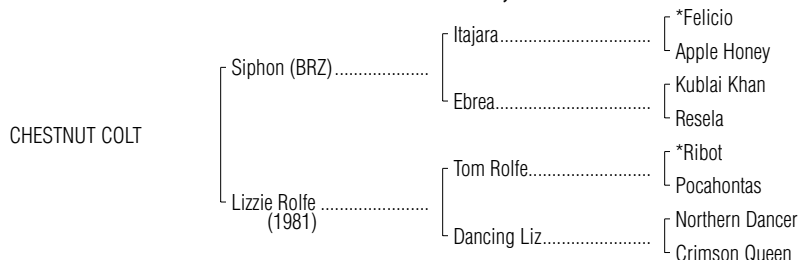 *Felicio
Itajara
Apple Honey
Siphon (BRZ)
Kublai Khan
Ebrea
Resela
CHESTNUT COLT
*Ribot
Tom Rolfe
Pocahontas
Lizzie Rolfe
(1981)
Northern Dancer
Dancing Liz
Crimson Queen